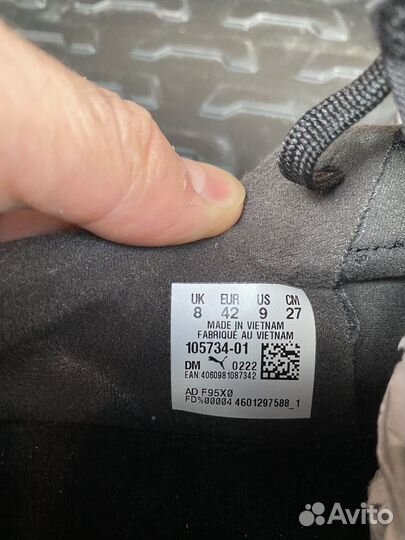 UK EUR US CM
8 42 9 27
MADE IN VIETNAM
FABRIQUÉ AU VIETNAM
105734-01
DM 0222
EAN: 4060981087342
AD F95X0
FD%00004 4601297588_1
Avito